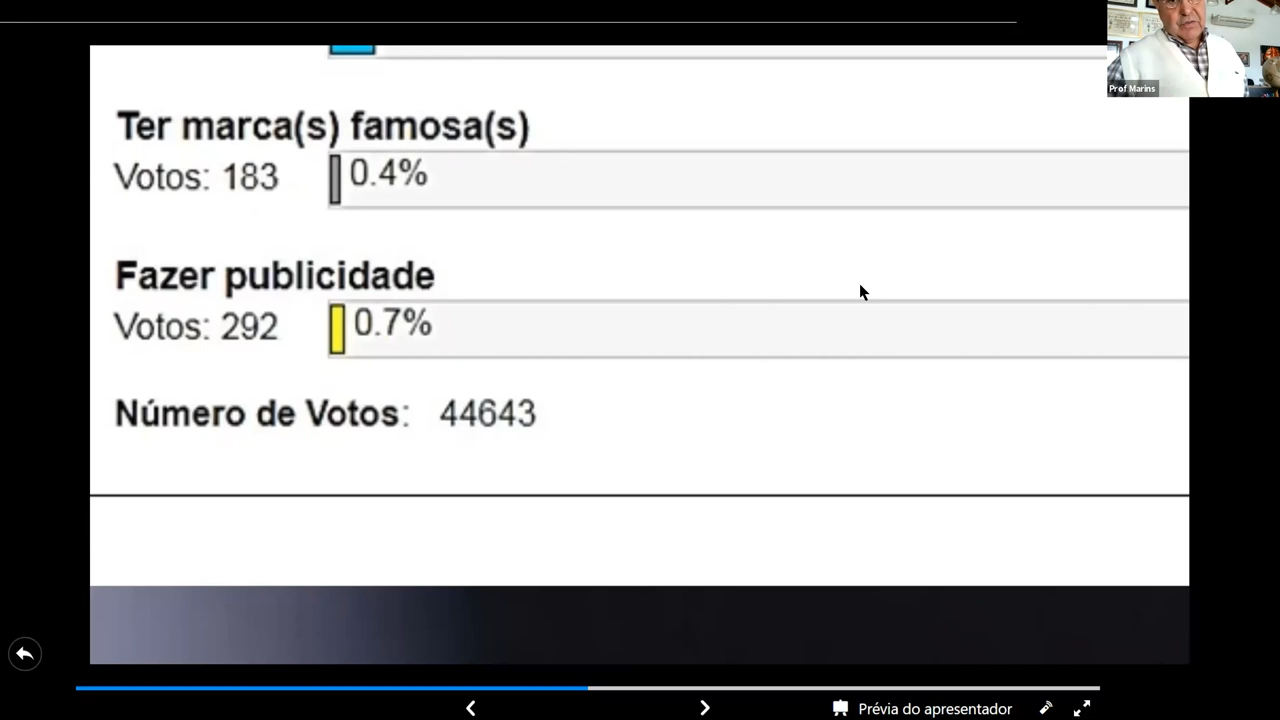 Prof Marins
Ter marca(s) famosa(s)
Votos: 183 0.4%
Fazer publicidade
Votos: 292 0.7%
Número de Votos: 44643
Prévia do apresentador